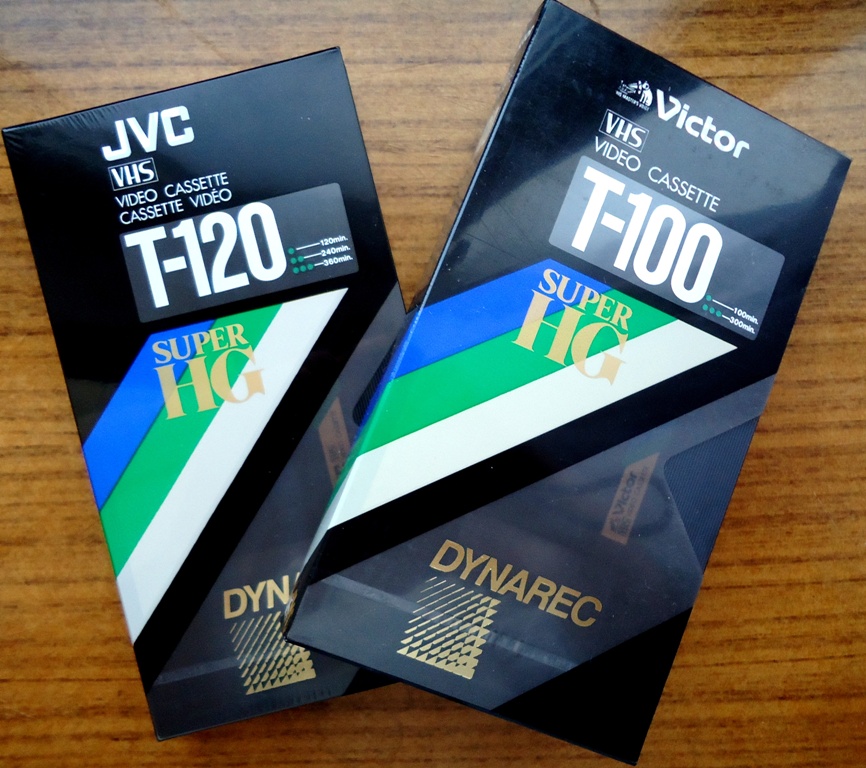 JVC
VHS
VIDEO CASSETTE
CASSETTE VIDÉO
T-120
120min.
240min.
360min.
SUPER
HG
DYN
Victor
VHS
VIDEO CASSETTE
T-100
100min.
300min.
SUPER
HG
Victor
DYNAREC